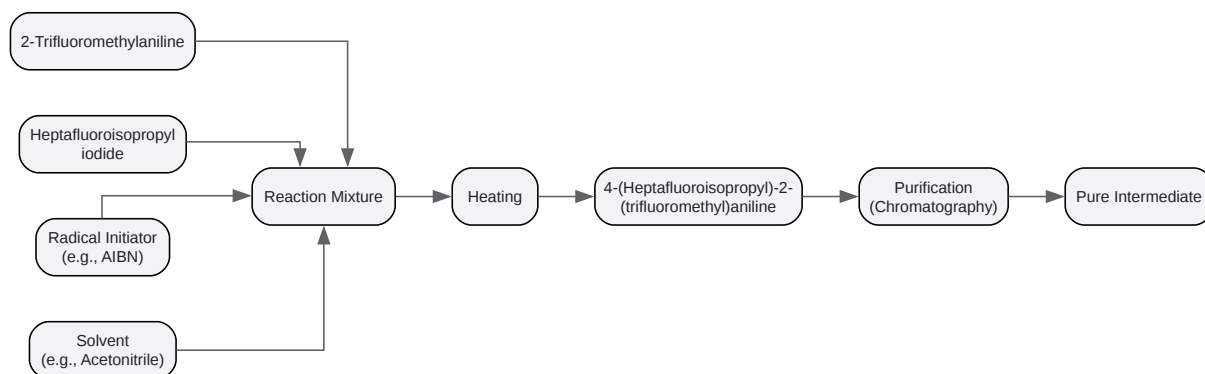 2-Trifluoromethylaniline
Heptafluoroisopropyl
iodide
Radical Initiator
(e.g., AIBN)
Solvent
(e.g., Acetonitrile)
Reaction Mixture
Heating
4-(Heptafluoroisopropyl)-2-
(trifluoromethyl)aniline
Purification
(Chromatography)
Pure Intermediate